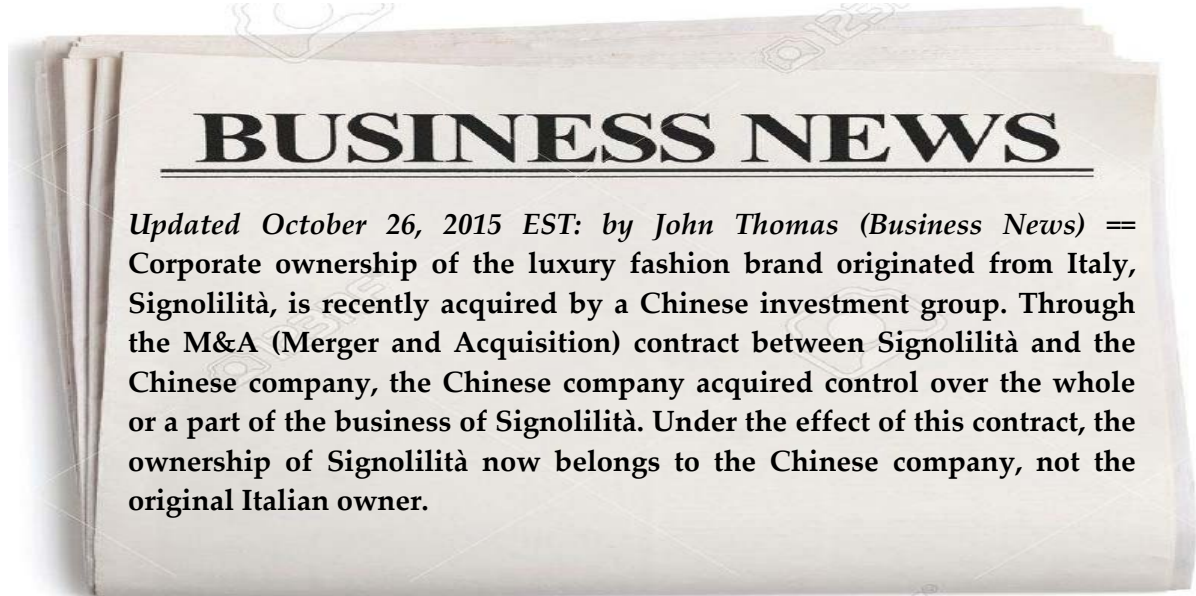 BUSINESS NEWS
Updated October 26, 2015 EST: by John Thomas (Business News) ==
Corporate ownership of the luxury fashion brand originated from Italy,
Signolilità, is recently acquired by a Chinese investment group. Through
the M&A (Merger and Acquisition) contract between Signolilità and the
Chinese company, the Chinese company acquired control over the whole
or a part of the business of Signolilità. Under the effect of this contract, the
ownership of Signolilità now belongs to the Chinese company, not the
original Italian owner.